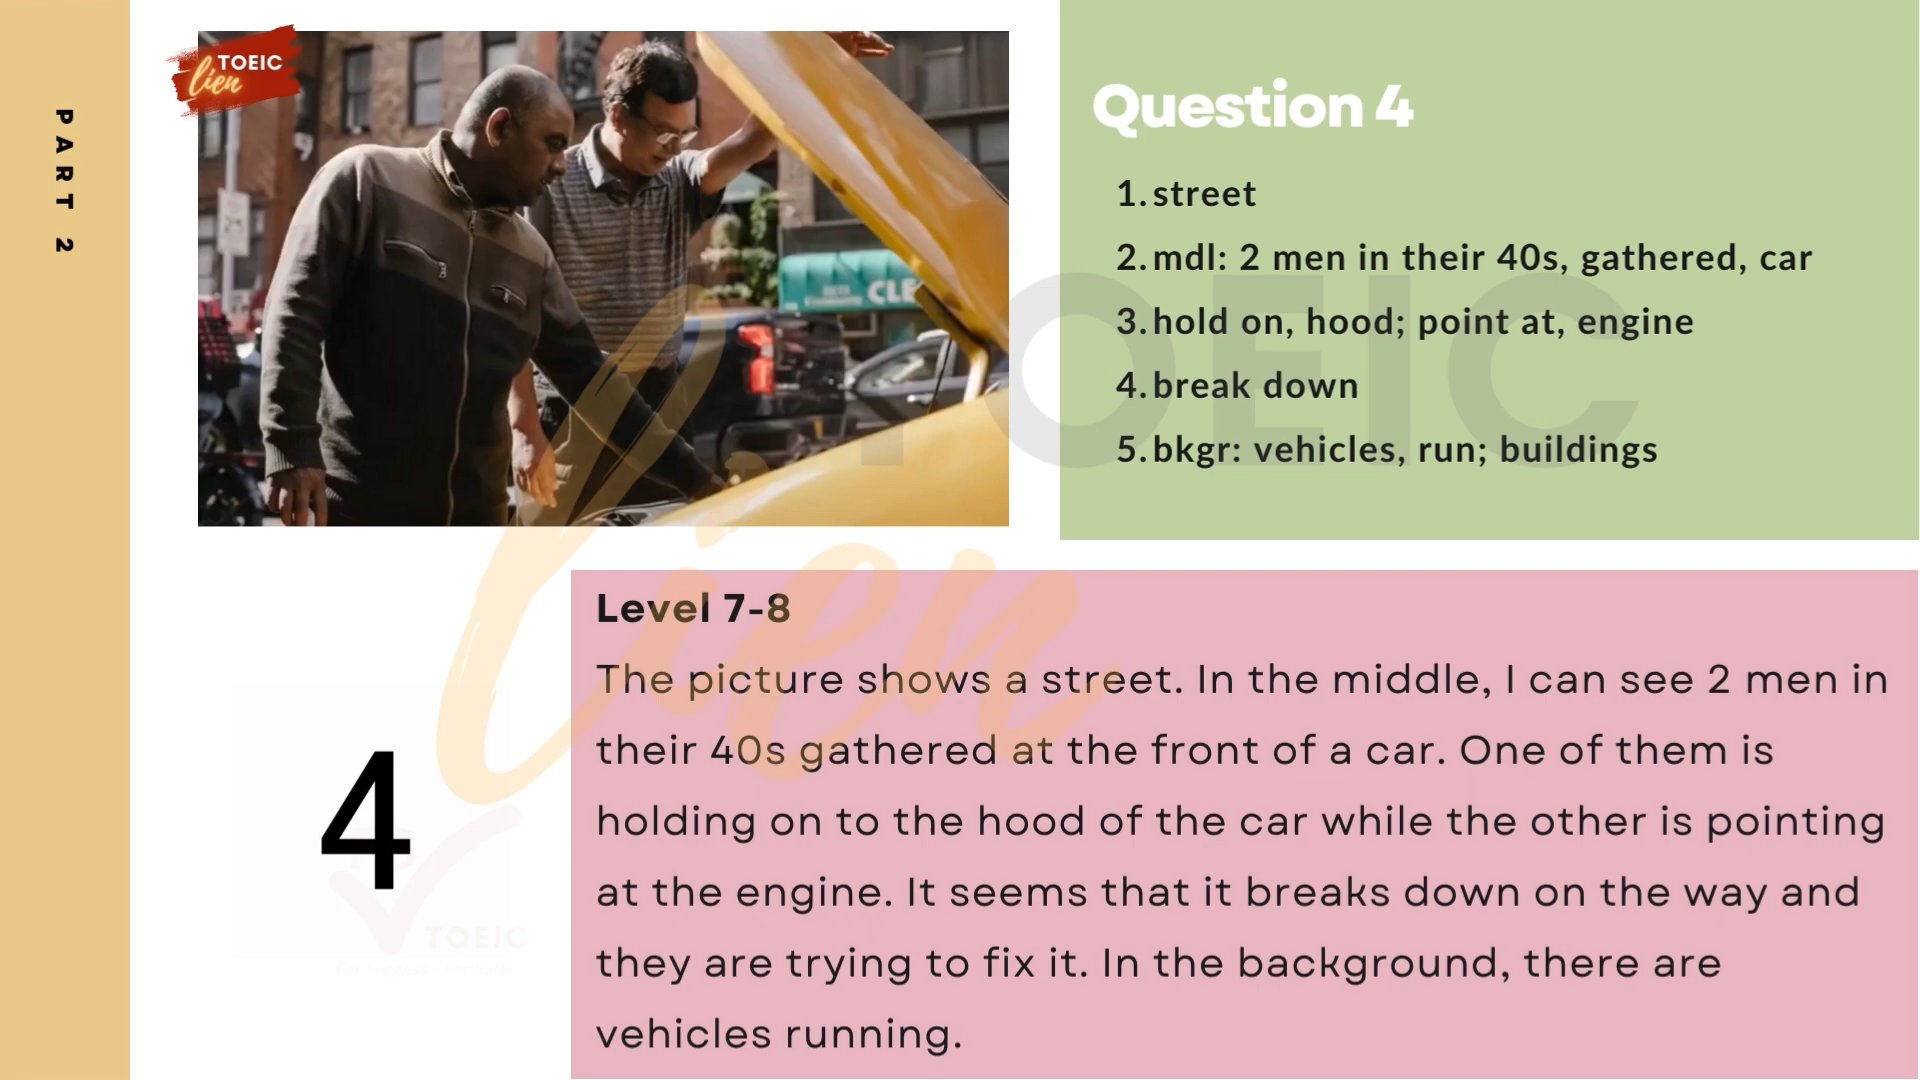 PART 2
TOEIC
lien
Question 4
1. street
2. mdl: 2 men in their 40s, gathered, car
3. hold on, hood; point at, engine
4. break down
5. bkgr: vehicles, run; buildings
CLE
TOEIC
lien
Level 7-8
The picture shows a street. In the middle, I can see 2 men in
their 40s gathered at the front of a car. One of them is
holding on to the hood of the car while the other is pointing
at the engine. It seems that it breaks down on the way and
they are trying to fix it. In the background, there are
vehicles running.
4
TOEIC